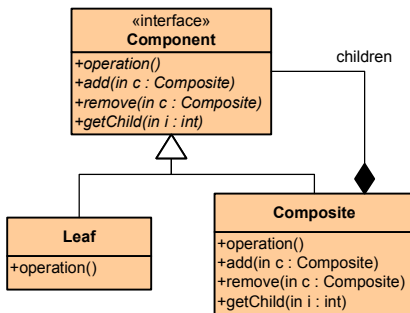 «interface»
Component
+operation()
+add(in c : Composite)
+remove(in c : Composite)
+getChild(in i : int)
children
Leaf
+operation()
Composite
+operation()
+add(in c : Composite)
+remove(in c : Composite)
+getChild(in i : int)